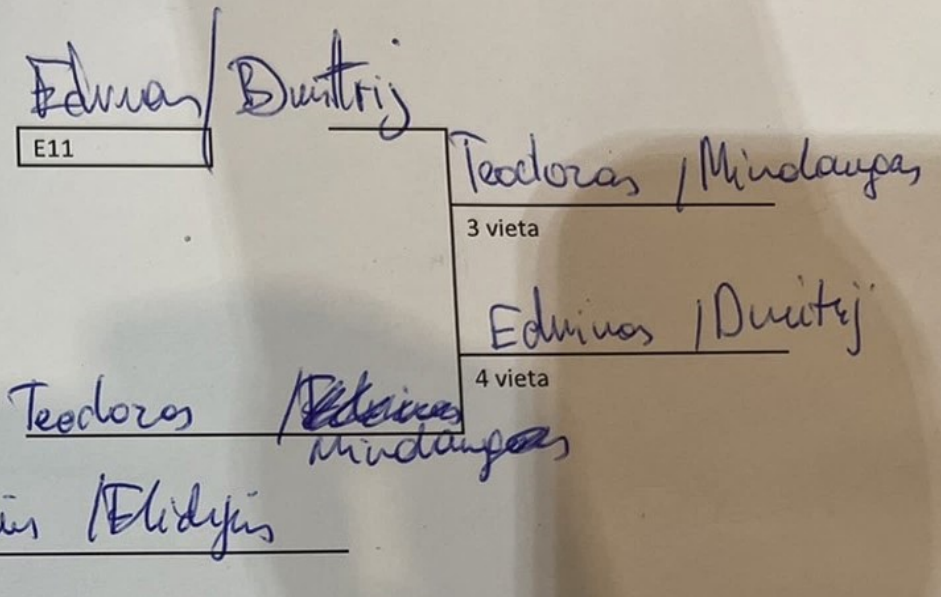 Edvinas / Dmitrij
E11
Teodoras / Mindaugas
3 vieta
Edvinas / Dmitrij
4 vieta
Teodoras /
Mindaugas
/ Elidijus